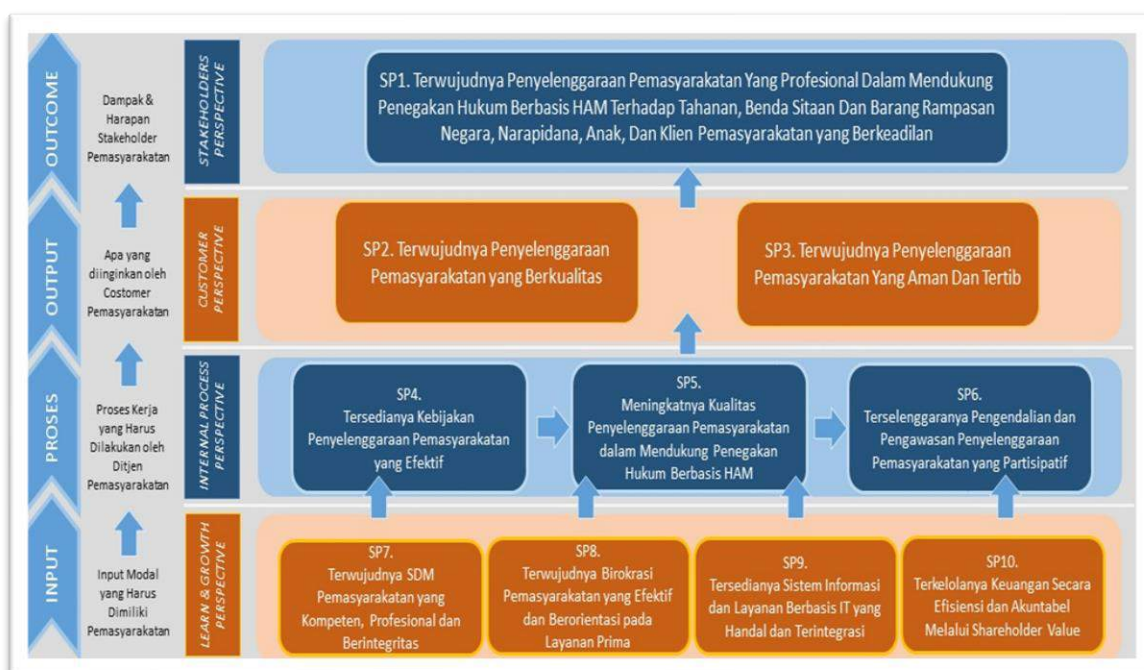 OUTCOME
Dampak &
Harapan
Stakeholder
Pemasyarakatan
STAKEHOLDERS
PERSPECTIVE
SP1. Terwujudnya Penyelenggaraan Pemasyarakatan Yang Profesional Dalam Mendukung
Penegakan Hukum Berbasis HAM Terhadap Tahanan, Benda Sitaan Dan Barang Rampasan
Negara, Narapidana, Anak, Dan Klien Pemasyarakatan yang Berkeadilan
OUTPUT
Apa yang
diinginkan oleh
Costomer
Pemasyarakatan
CUSTOMER
PERSPECTIVE
SP2. Terwujudnya Penyelenggaraan
Pemasyarakatan yang Berkualitas
SP3. Terwujudnya Penyelenggaraan
Pemasyarakatan Yang Aman Dan Tertib
PROSES
Proses Kerja
yang Harus
Dilakukan oleh
Ditjen
Pemasyarakatan
INTERNAL PROCESS
PERSPECTIVE
SP4.
Tersedianya Kebijakan
Penyelenggaraan Pemasyarakatan
yang Efektif
SP5.
Meningkatnya Kualitas
Penyelenggaraan Pemasyarakatan
dalam Mendukung Penegakan
Hukum Berbasis HAM
SP6.
Terselenggaranya Pengendalian dan
Pengawasan Penyelenggaraan
Pemasyarakatan yang Partisipatif
INPUT
Input Modal
yang Harus
Dimiliki
Pemasyarakatan
LEARN & GROWTH
PERSPECTIVE
SP7.
Terwujudnya SDM
Pemasyarakatan yang
Kompeten, Profesional dan
Berintegritas
SP8.
Terwujudnya Birokrasi
Pemasyarakatan yang Efektif
dan Berorientasi pada
Layanan Prima
SP9.
Tersedianya Sistem Informasi
dan Layanan Berbasis IT yang
Handal dan Terintegrasi
SP10.
Terkelolanya Keuangan Secara
Efisiensi dan Akuntabel
Melalui Shareholder Value